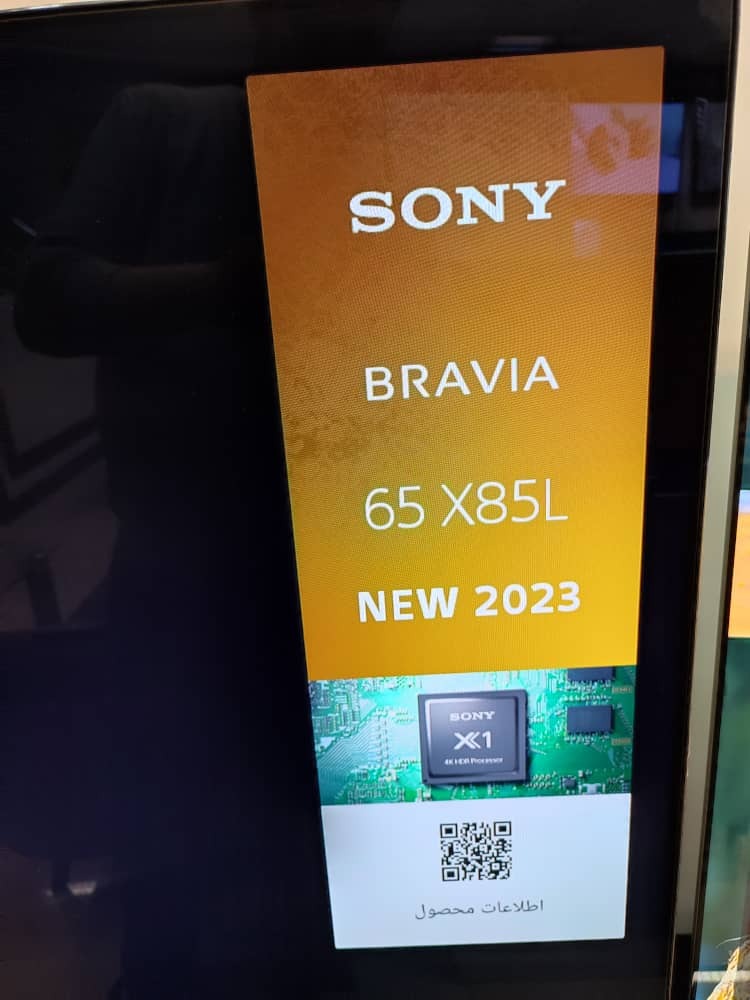 SONY
BRAVIA
65 X85L
NEW 2023
SONY
X1
4K HDR Processor
اطلاعات محصول